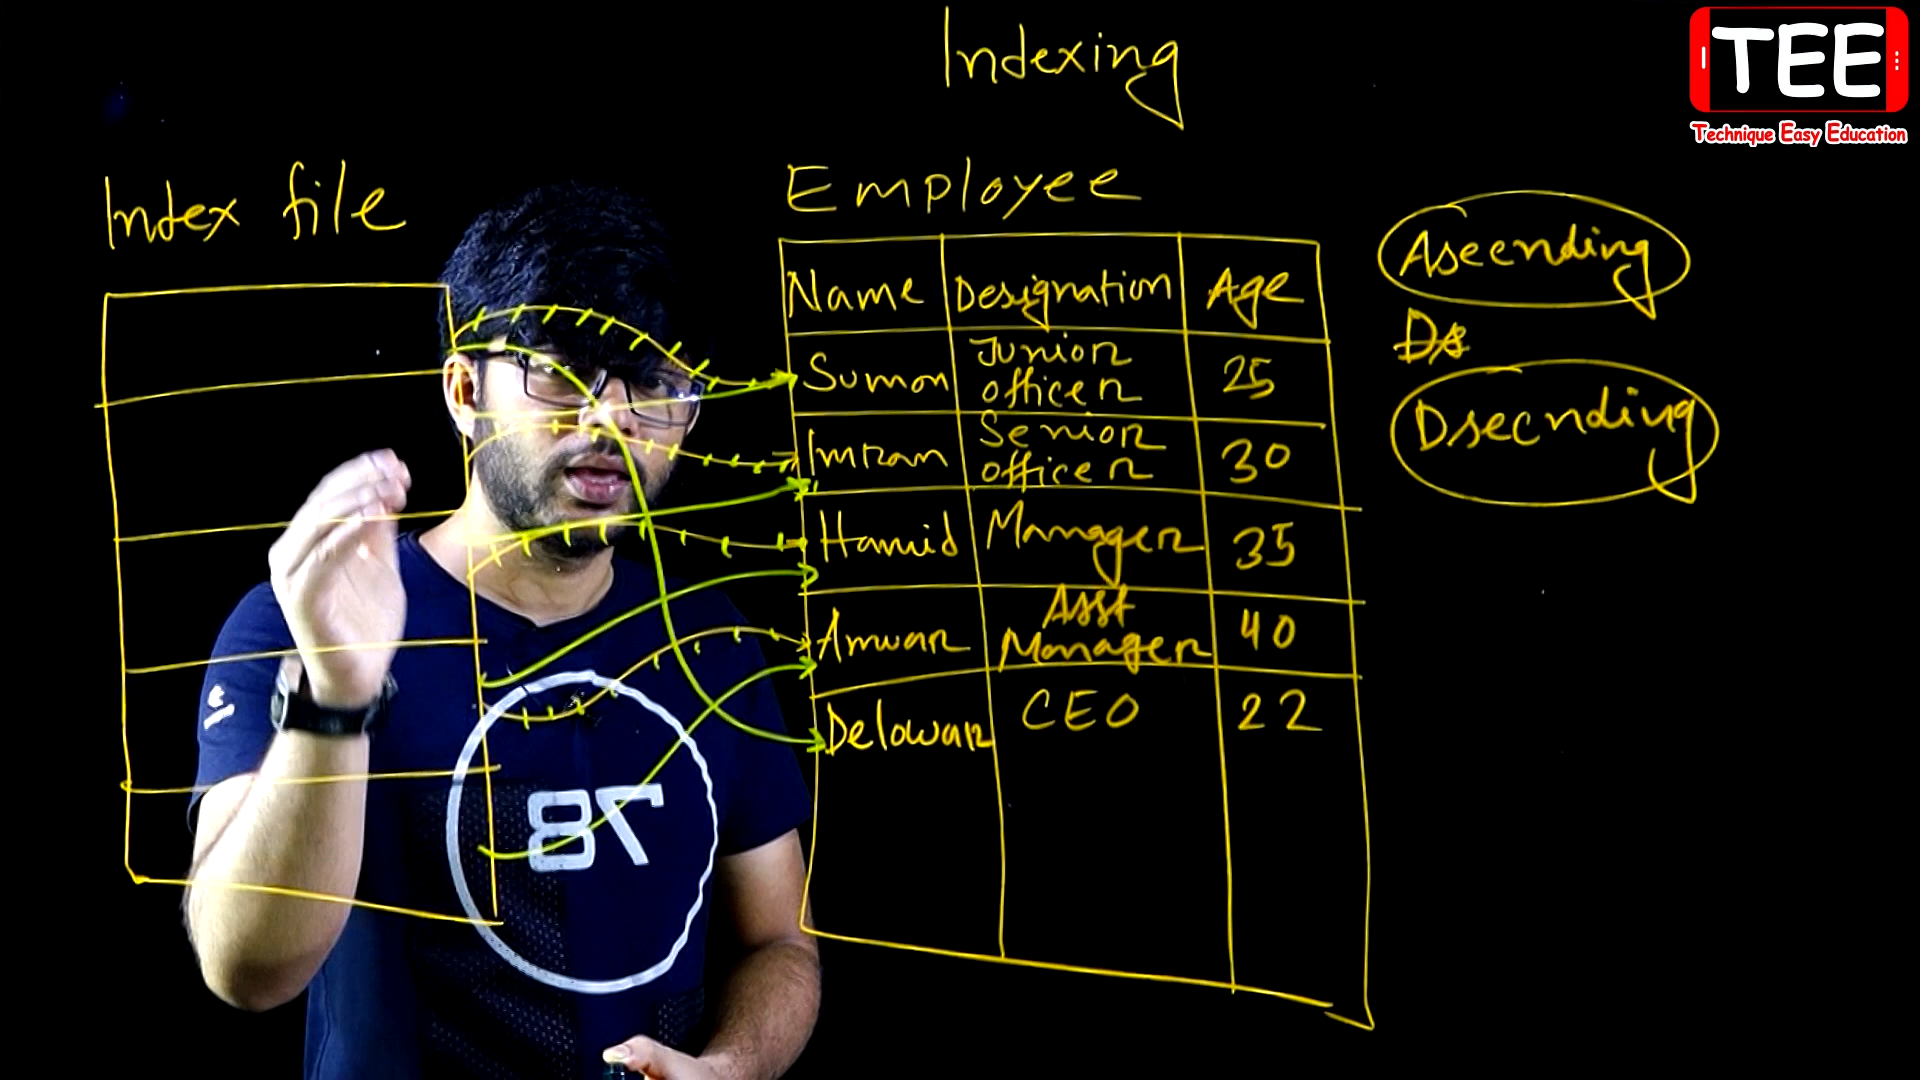 Indexing
TEE
Technique Easy Education
Index file
Employee
Name Designation Age
Sumon Junior officer 25
Imran Senior officer 30
Hamid Manager 35
Anwar Asst Manager 40
Delowar CEO 22
Aseending
Ds
Dsecnding
78